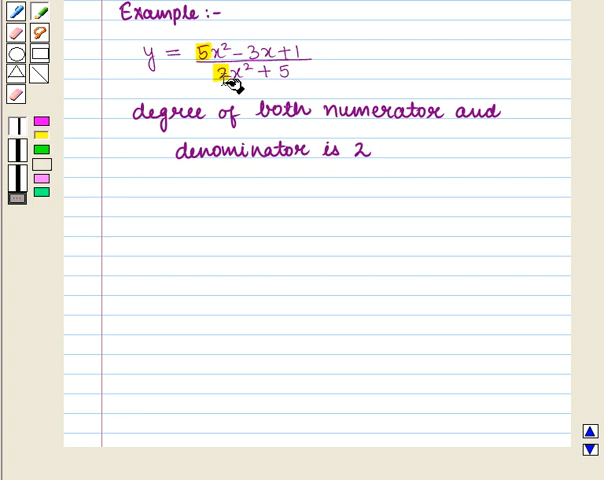 Example :-
y = 5x² - 3x + 1
2x² + 5
degree of both numerator and
denominator is 2